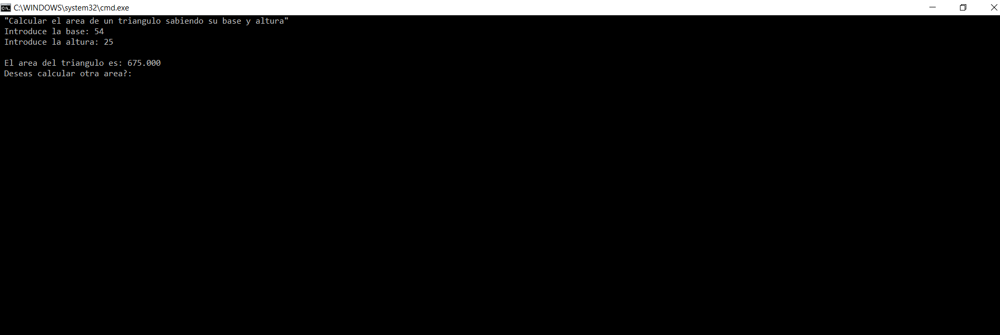 C:\WINDOWS\system32\cmd.exe
"Calcular el area de un triangulo sabiendo su base y altura"
Introduce la base: 54
Introduce la altura: 25
El area del triangulo es: 675.000
Deseas calcular otra area?: